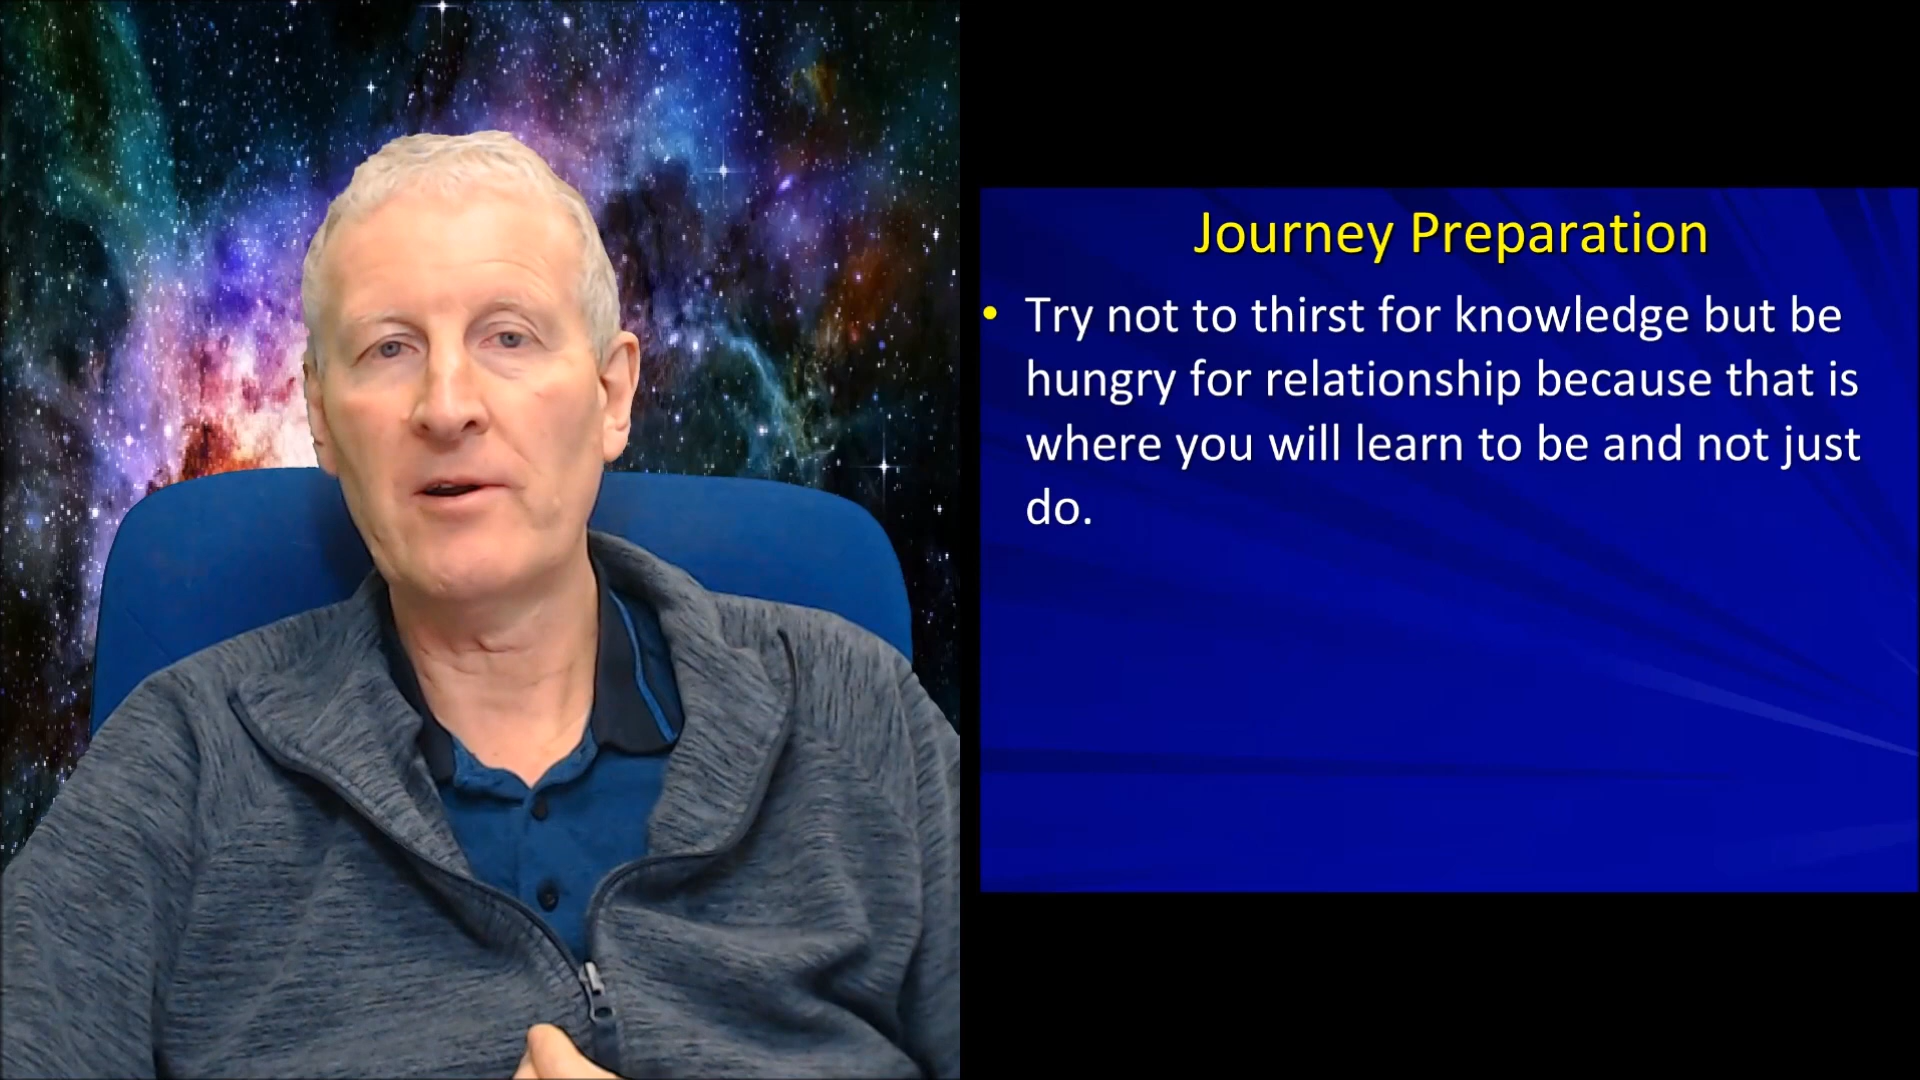 Journey Preparation
• Try not to thirst for knowledge but be
hungry for relationship because that is
where you will learn to be and not just
do.